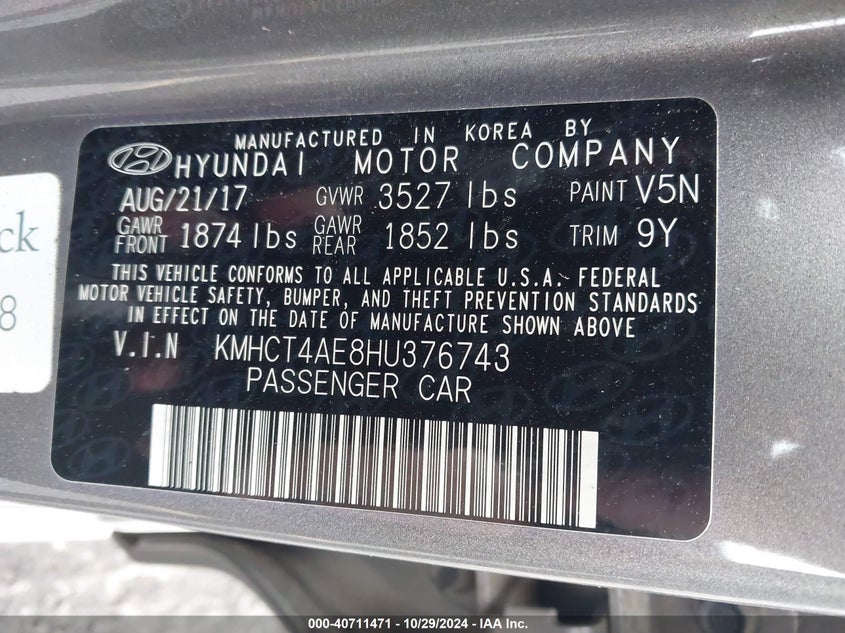 MANUFACTURED IN KOREA BY
HYUNDAI MOTOR COMPANY
AUG/21/17 GVWR 3527 lbs PAINT V5N
GAWR FRONT 1874 lbs GAWR REAR 1852 lbs TRIM 9Y
THIS VEHICLE CONFORMS TO ALL APPLICABLE U.S.A. FEDERAL
MOTOR VEHICLE SAFETY, BUMPER, AND THEFT PREVENTION STANDARDS
IN EFFECT ON THE DATE OF MANUFACTURE SHOWN ABOVE
V.I.N KMHCT4AE8HU376743
PASSENGER CAR
ck
8
000-40711471 - 10/29/2024 - IAA Inc.